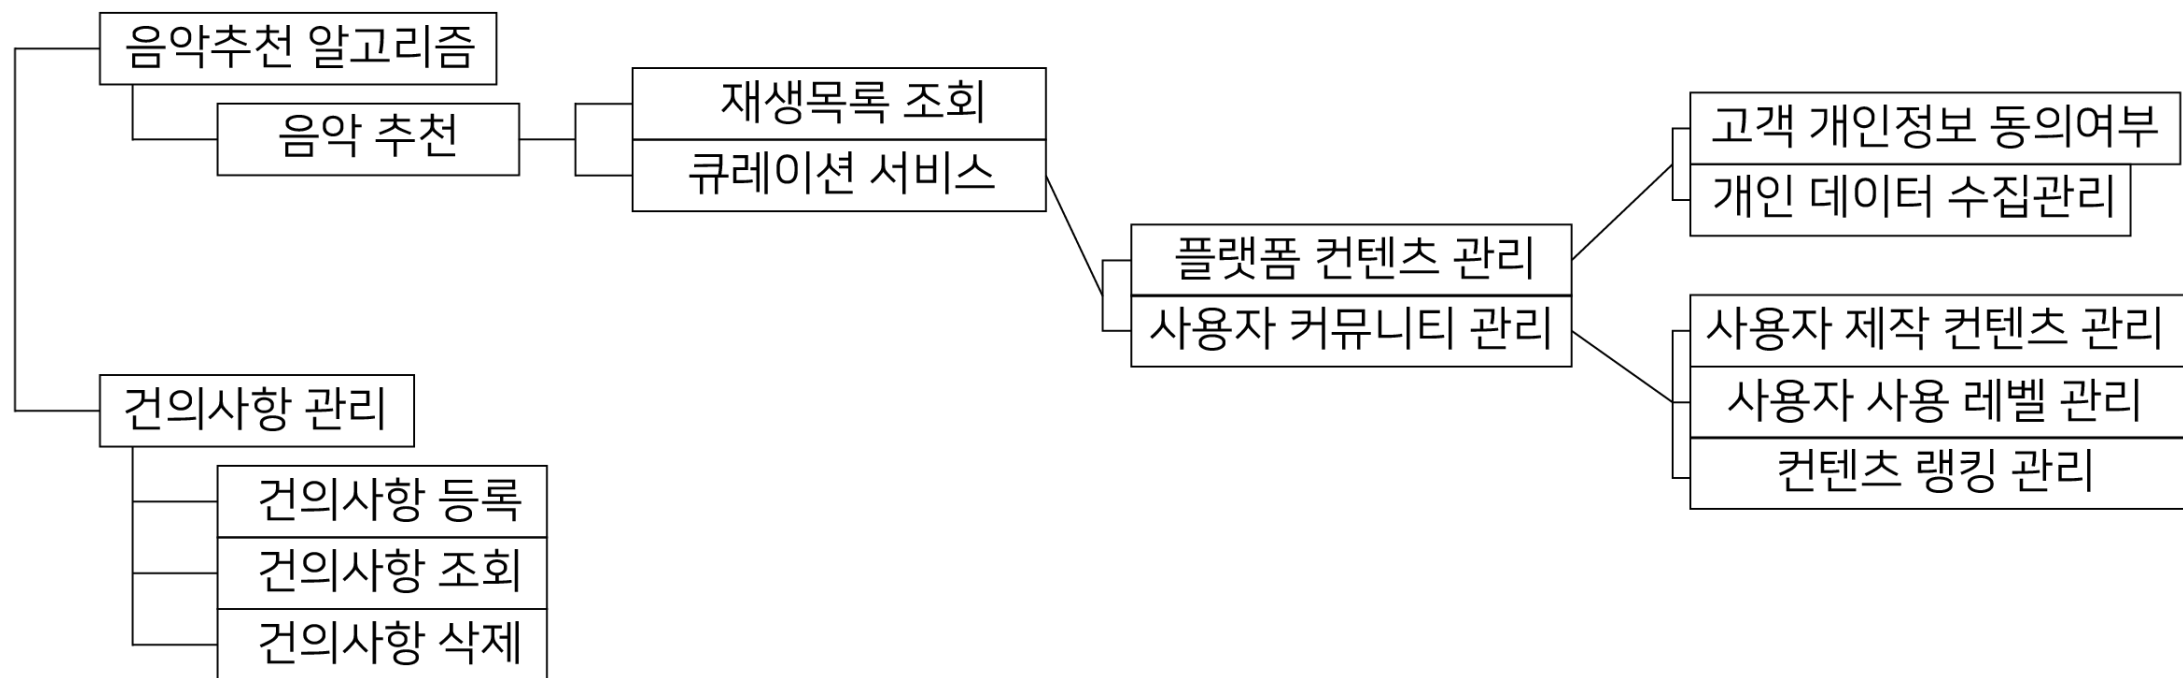 음악추천 알고리즘
음악 추천
재생목록 조회
큐레이션 서비스
플랫폼 컨텐츠 관리
사용자 커뮤니티 관리
고객 개인정보 동의여부
개인 데이터 수집관리
사용자 제작 컨텐츠 관리
사용자 사용 레벨 관리
컨텐츠 랭킹 관리
건의사항 관리
건의사항 등록
건의사항 조회
건의사항 삭제